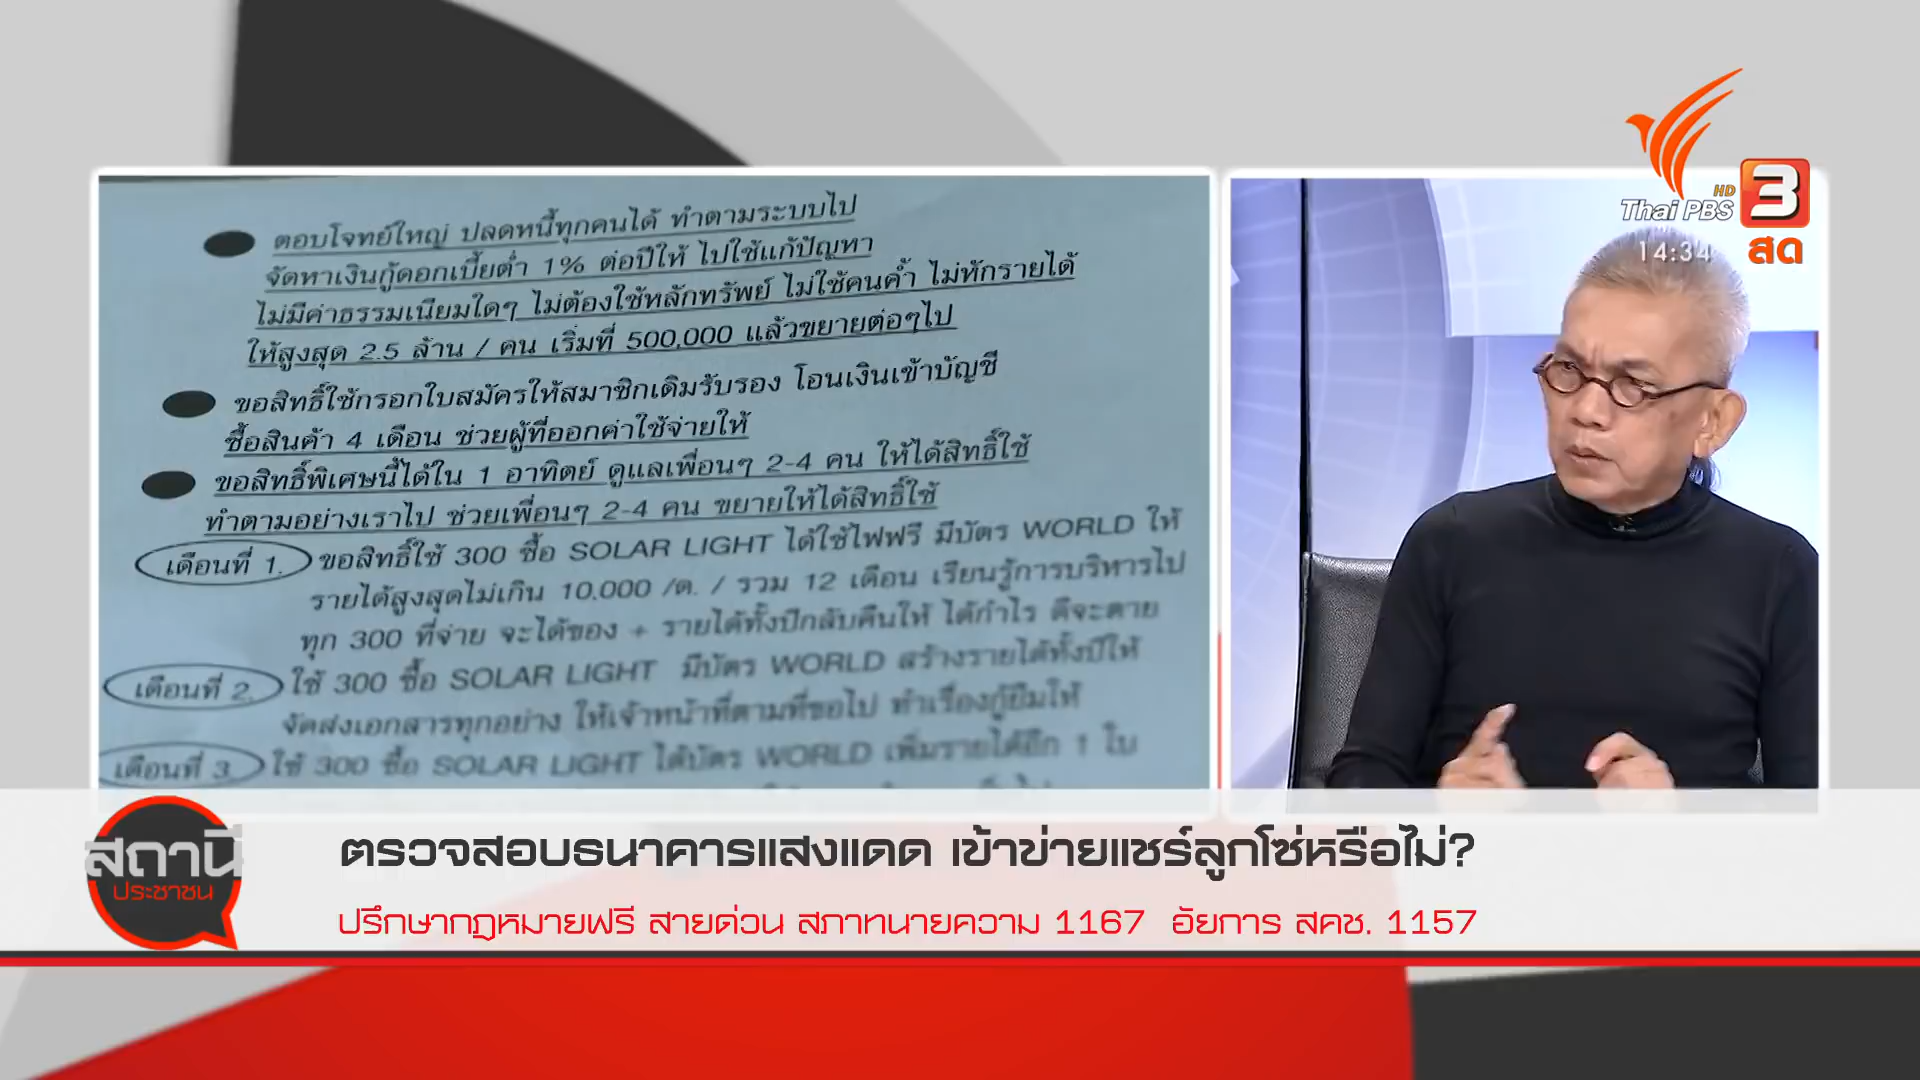 ตอบโจทย์ใหญ่ ปลดหนี้ทุกคนได้ ทำตามระบบไป
จัดหาเงินกู้ดอกเบี้ยต่ำ 1% ต่อปีให้ ไปใช้แก้ปัญหา
ไม่มีค่าธรรมเนียมใดๆ ไม่ต้องใช้หลักทรัพย์ ไม่ใช้คนค้ำ ไม่หักรายได้
ให้สูงสุด 2.5 ล้าน / คน เริ่มที่ 500,000 แล้วขยายต่อๆไป
ขอสิทธิ์ใช้กรอกใบสมัครให้สมาชิกเดิมรับรอง โอนเงินเข้าบัญชี
ซื้อสินค้า 4 เดือน ช่วยผู้ที่ออกค่าใช้จ่ายให้
ขอสิทธิ์พิเศษนี้ได้ใน 1 อาทิตย์ ดูแลเพื่อนๆ 2-4 คน ให้ได้สิทธิ์ใช้
ทำตามอย่างเราไป ช่วยเพื่อนๆ 2-4 คน ขยายให้ได้สิทธิ์ใช้
เดือนที่ 1. ขอสิทธิ์ใช้ 300 ซื้อ SOLAR LIGHT ได้ใช้ไฟฟรี มีบัตร WORLD ให้
รายได้สูงสุดไม่เกิน 10,000 /ด. / รวม 12 เดือน เรียนรู้การบริหารไป
ทุก 300 ที่จ่าย จะได้ของ + รายได้ทั้งปีกลับคืนให้ ได้กำไร ดีจะตาย
เดือนที่ 2. ใช้ 300 ซื้อ SOLAR LIGHT มีบัตร WORLD สร้างรายได้ทั้งปีให้
จัดส่งเอกสารทุกอย่าง ให้เจ้าหน้าที่ตามที่ขอไป ทำเรื่องกู้ยืมให้
เดือนที่ 3. ใช้ 300 ซื้อ SOLAR LIGHT ได้บัตร WORLD เพิ่มรายได้อีก 1 ใบ
HD
Thai PBS 3
14:34 สด
สถานี
ประชาชน
ตรวจสอบธนาคารแสงแดด เข้าข่ายแชร์ลูกโซ่หรือไม่?
ปรึกษากฎหมายฟรี สายด่วน สภาทนายความ 1167 อัยการ สคช. 1157